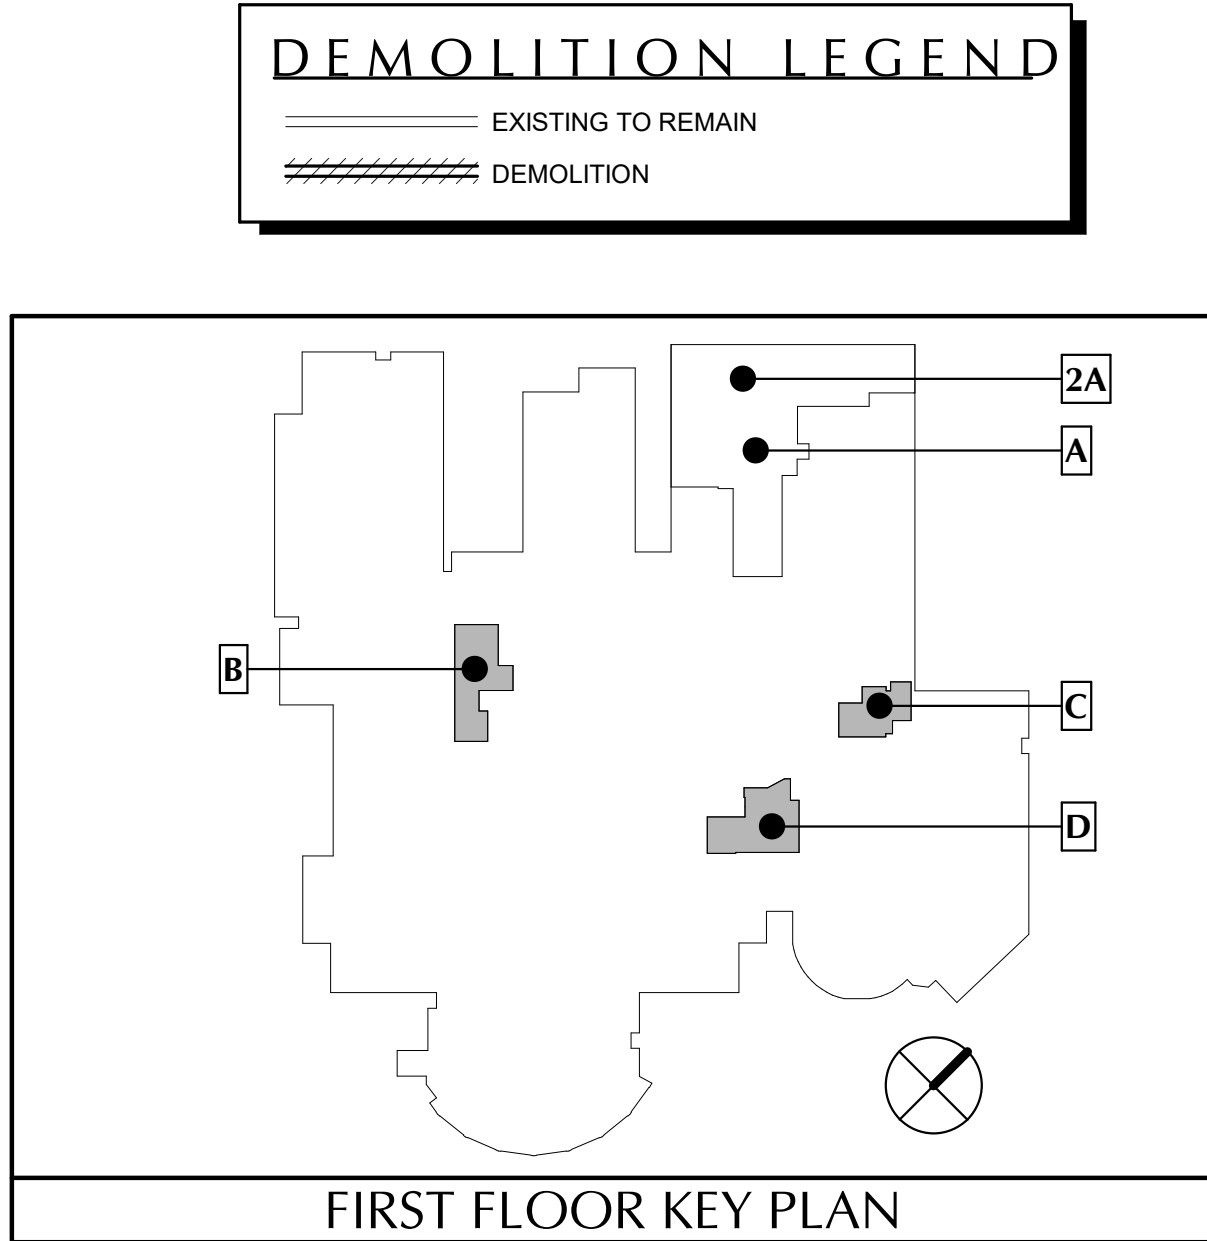 DEMOLITION LEGEND
EXISTING TO REMAIN
DEMOLITION
2A
A
B
C
D
FIRST FLOOR KEY PLAN